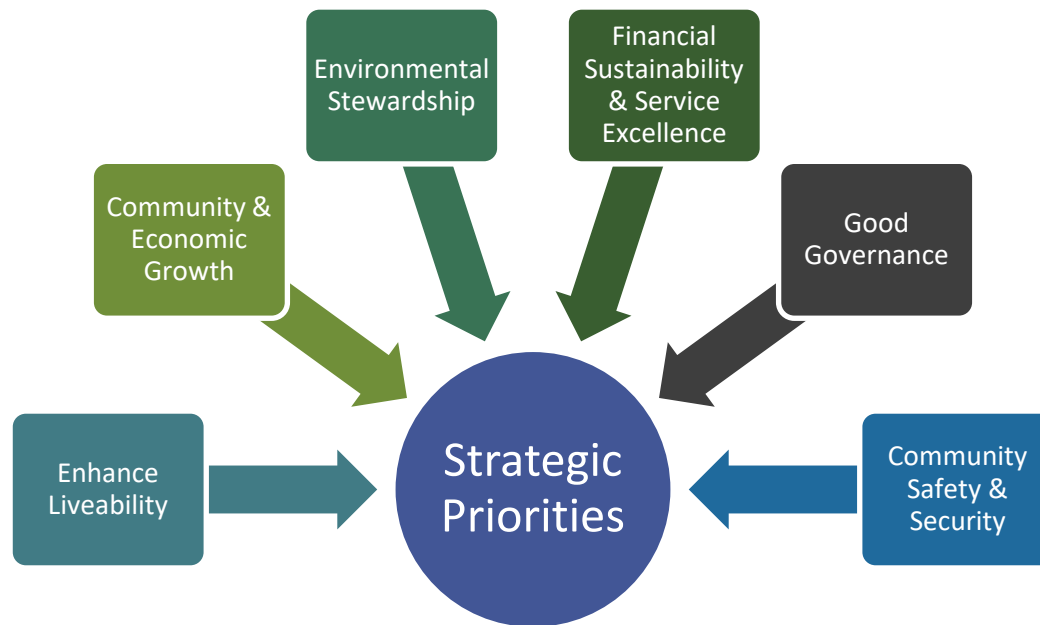 Enhance
Liveability
Community &
Economic
Growth
Environmental
Stewardship
Financial
Sustainability
& Service
Excellence
Good
Governance
Community
Safety &
Security
Strategic
Priorities